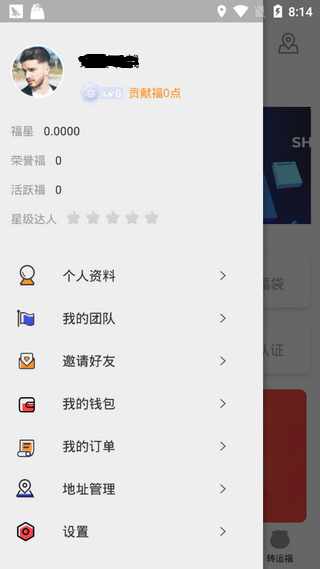 8:14
LV 0 贡献福0点
福星 0.0000
荣誉福 0
活跃福 0
星级达人
SH
个人资料
福袋
我的团队
邀请好友
认证
我的钱包
我的订单
地址管理
设置
转运福